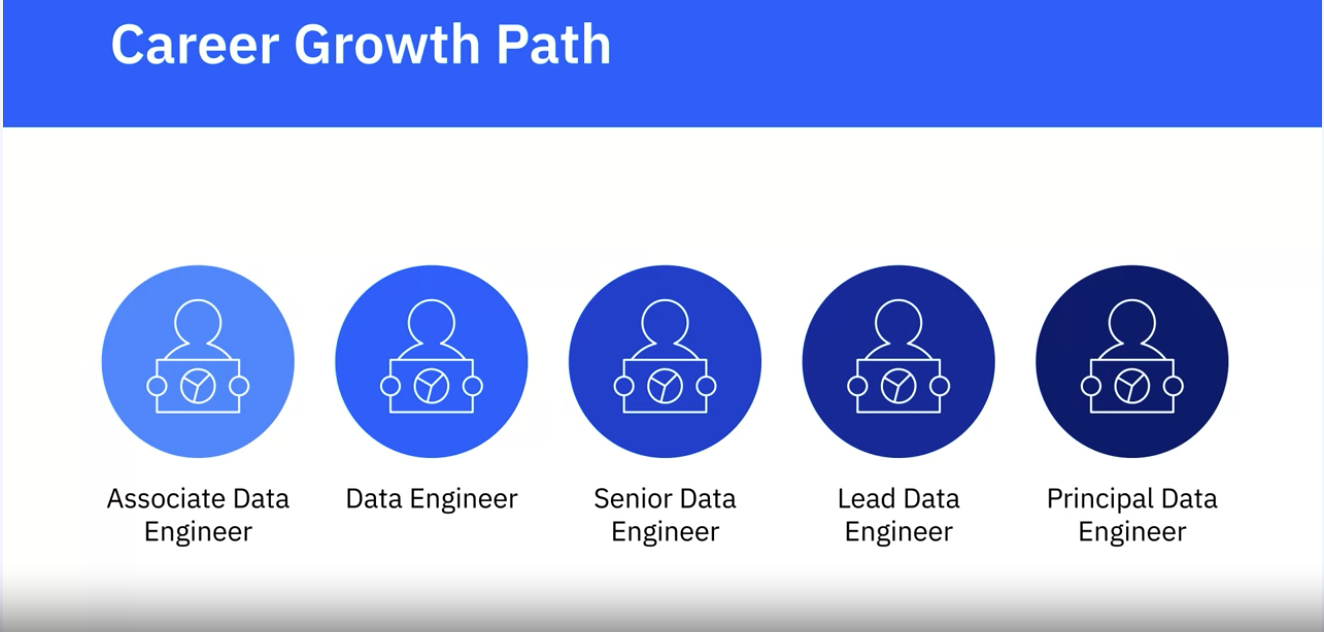 Career Growth Path
Associate Data
Engineer
Data Engineer
Senior Data
Engineer
Lead Data
Engineer
Principal Data
Engineer